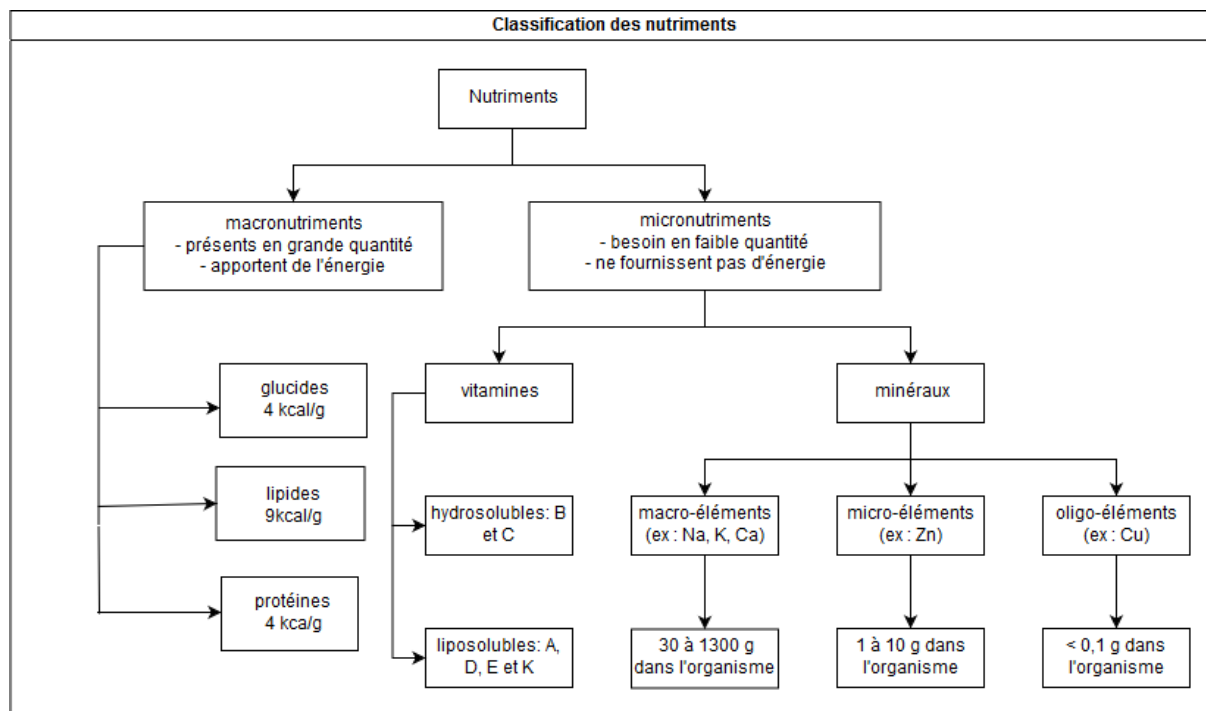 Classification des nutriments
Nutriments
macronutriments
- présents en grande quantité
- apportent de l'énergie
micronutriments
- besoin en faible quantité
- ne fournissent pas d'énergie
glucides
4 kcal/g
lipides
9kcal/g
protéines
4 kca/g
vitamines
hydrosolubles: B
et C
liposolubles: A,
D, E et K
minéraux
macro-éléments
(ex : Na, K, Ca)
30 à 1300 g
dans l'organisme
micro-éléments
(ex : Zn)
1 à 10 g dans
l'organisme
oligo-éléments
(ex : Cu)
< 0,1 g dans
l'organisme